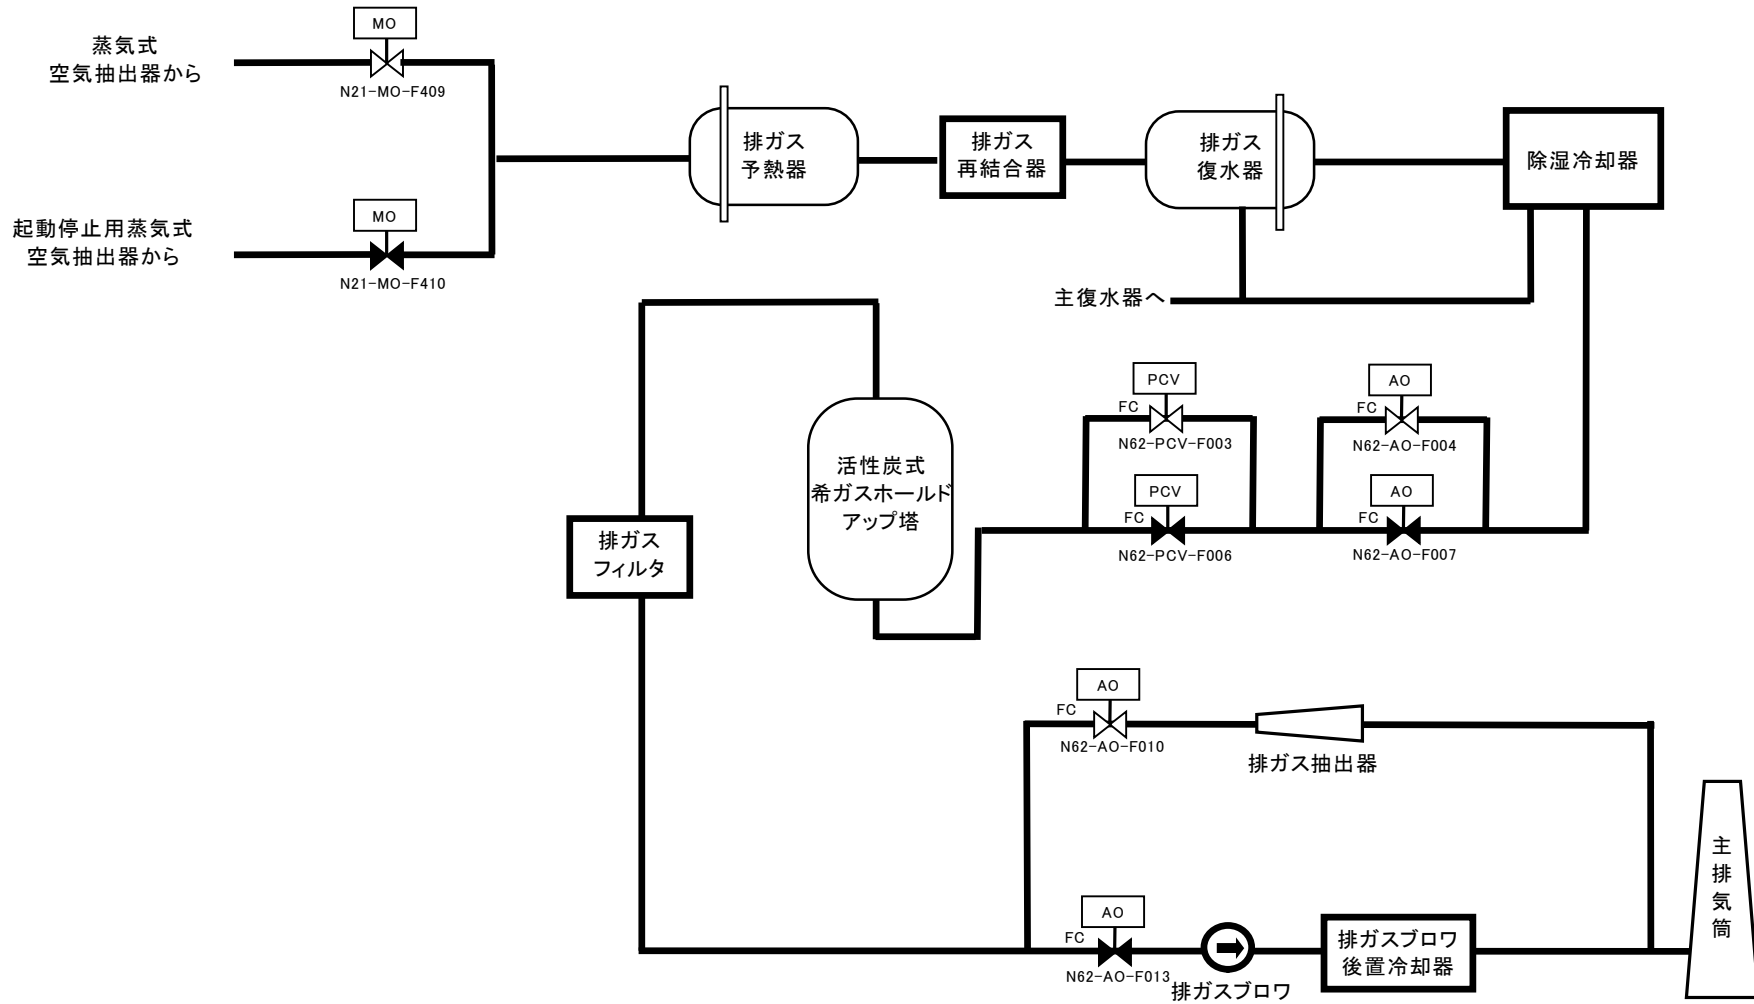 MO
蒸気式
空気抽出器から
N21-MO-F409
MO
起動停止用蒸気式
空気抽出器から
N21-MO-F410
排ガス
予熱器
排ガス
再結合器
排ガス
復水器
除湿冷却器
主復水器へ
PCV
FC
N62-PCV-F003
AO
FC
N62-AO-F004
PCV
FC
N62-PCV-F006
AO
FC
N62-AO-F007
活性炭式
希ガスホールド
アップ塔
排ガス
フィルタ
AO
FC
N62-AO-F010
排ガス抽出器
AO
FC
N62-AO-F013
排ガスブロワ
排ガスブロワ
後置冷却器
主
排
気
筒